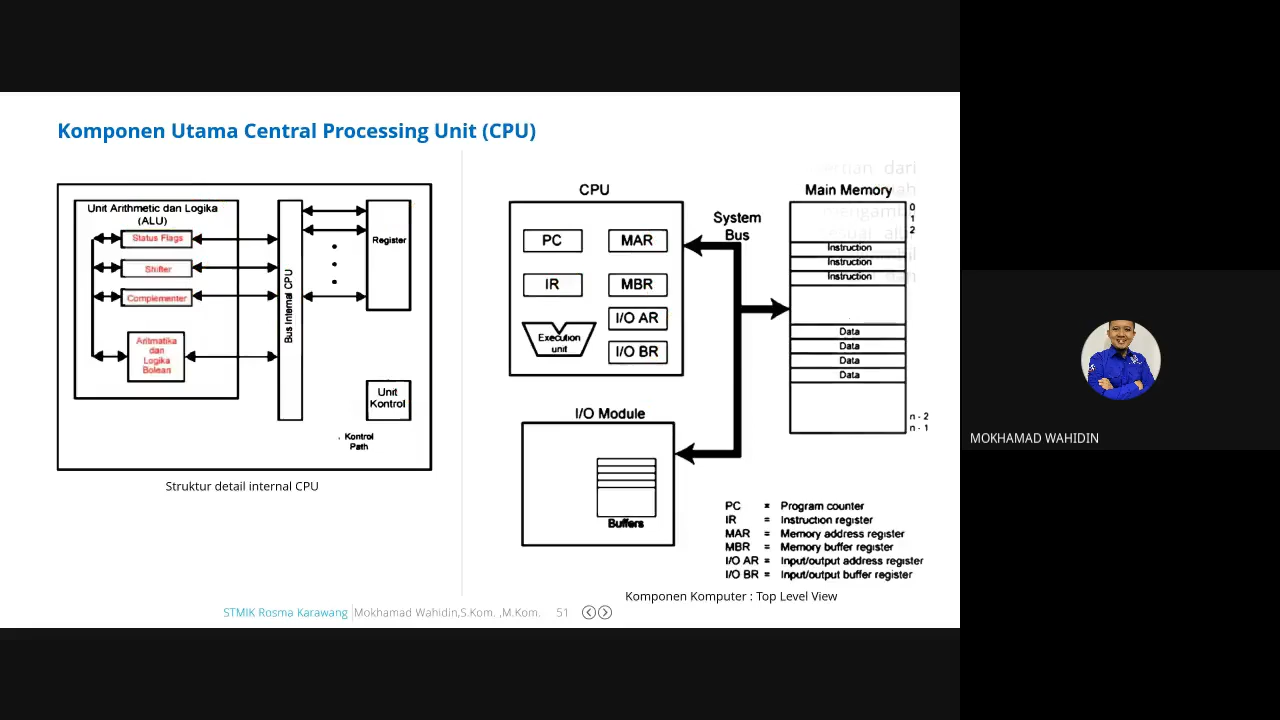 Komponen Utama Central Processing Unit (CPU)
Unit Arithmetic dan Logika
(ALU)
Status Flags
Shifter
Complementer
Aritmatika
dan
Logika
Bolean
Bus Internal CPU
Register
Unit
Kontrol
Kontrol
Path
Struktur detail internal CPU
CPU
PC
MAR
IR
MBR
I/O AR
Execution
unit
I/O BR
System
Bus
Main Memory
0
1
2
Instruction
Instruction
Instruction
Data
Data
Data
Data
n - 2
n - 1
dari
I/O Module
Buffers
PC = Program counter
IR = Instruction register
MAR = Memory address register
MBR = Memory buffer register
I/O AR = Input/output address register
I/O BR = Input/output buffer register
Komponen Komputer : Top Level View
STMIK Rosma Karawang Mokhamad Wahidin,S.Kom. ,M.Kom. 51
MOKHAMAD WAHIDIN